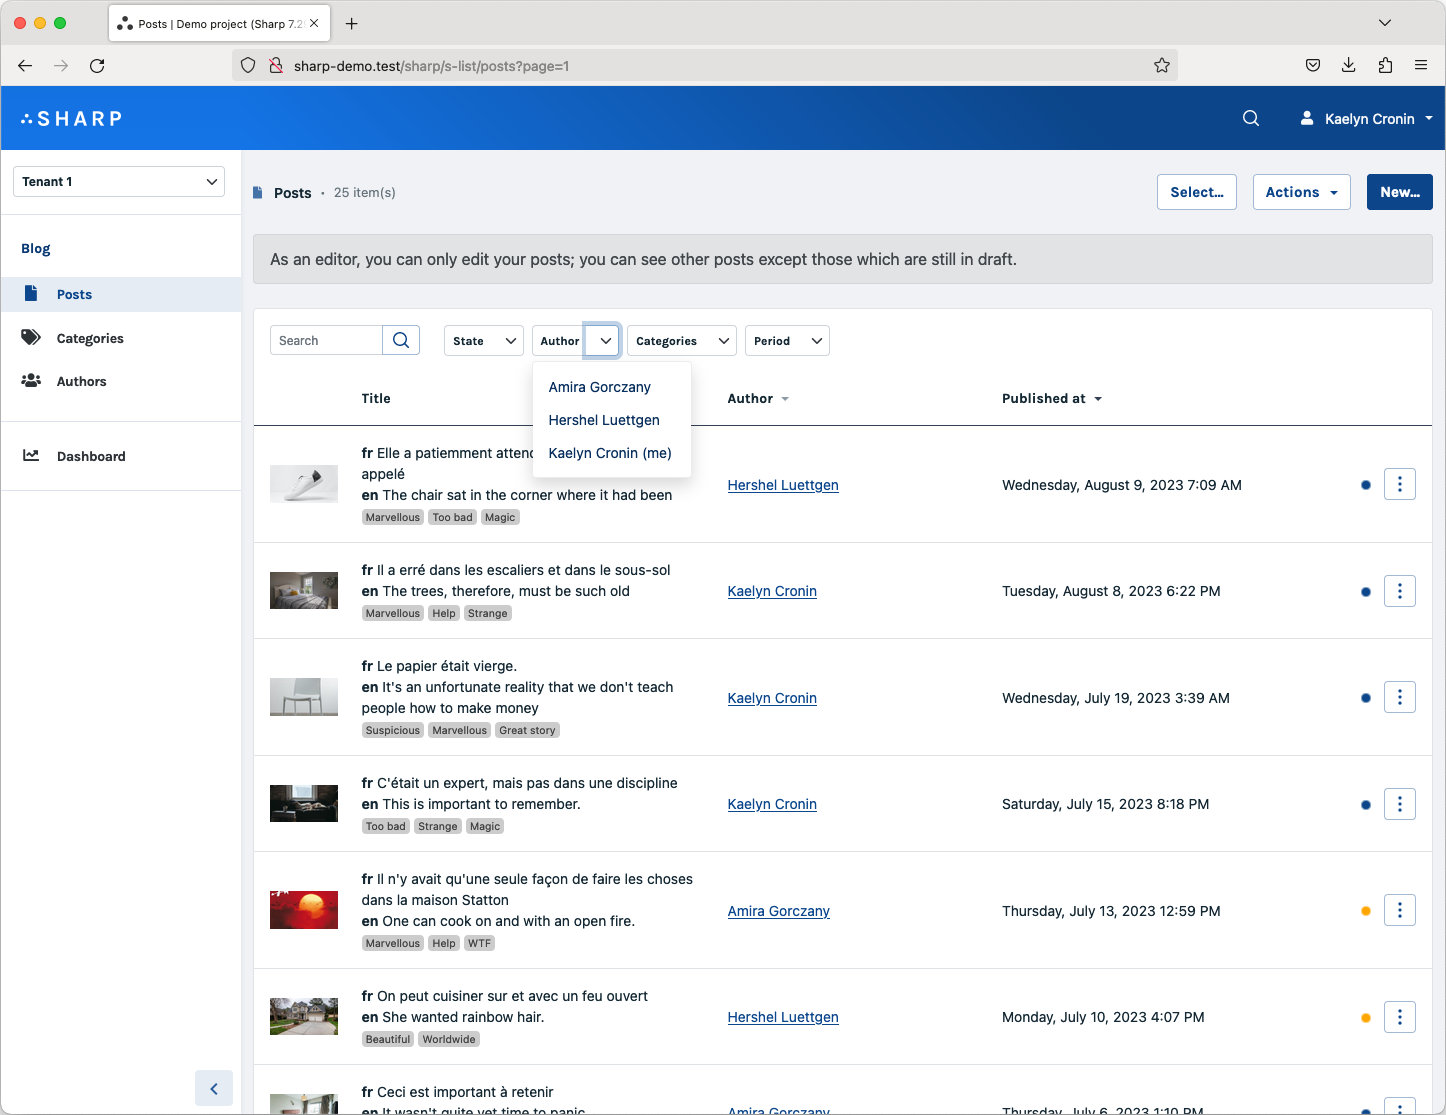 Posts | Demo project (Sharp 7.2
sharp-demo.test/sharp/s-list/posts?page=1
SHARP
Kaelyn Cronin
Tenant 1
Blog
Posts
Categories
Authors
Dashboard
Posts · 25 item(s)
Select...
Actions
New...
As an editor, you can only edit your posts; you can see other posts except those which are still in draft.
Search
State
Author
Categories
Period
Amira Gorczany
Hershel Luettgen
Kaelyn Cronin (me)
Title
Author
Published at
fr Elle a patiemment atten
appelé
en The chair sat in the corner where it had been
Marvellous Too bad Magic
Hershel Luettgen
Wednesday, August 9, 2023 7:09 AM
fr Il a erré dans les escaliers et dans le sous-sol
en The trees, therefore, must be such old
Marvellous Help Strange
Kaelyn Cronin
Tuesday, August 8, 2023 6:22 PM
fr Le papier était vierge.
en It's an unfortunate reality that we don't teach
people how to make money
Suspicious Marvellous Great story
Kaelyn Cronin
Wednesday, July 19, 2023 3:39 AM
fr C'était un expert, mais pas dans une discipline
en This is important to remember.
Too bad Strange Magic
Kaelyn Cronin
Saturday, July 15, 2023 8:18 PM
fr Il n'y avait qu'une seule façon de faire les choses
dans la maison Statton
en One can cook on and with an open fire.
Marvellous Help WTF
Amira Gorczany
Thursday, July 13, 2023 12:59 PM
fr On peut cuisiner sur et avec un feu ouvert
en She wanted rainbow hair.
Beautiful Worldwide
Hershel Luettgen
Monday, July 10, 2023 4:07 PM
fr Ceci est important à retenir
en It wasn't quite yet time to panic
Amira Gorczany
Thursday, July 6, 2023 1:10 PM